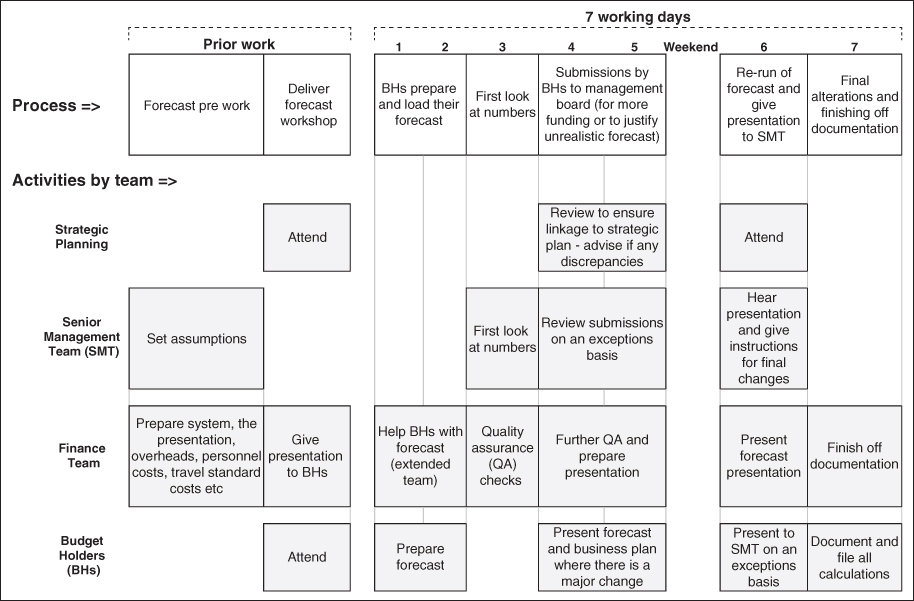 7 working days
Prior work
1 2 3 4 5 Weekend 6 7
Process =>
Forecast pre work
Deliver
forecast
workshop
BHs prepare
and load their
forecast
First look
at numbers
Submissions by
BHs to management
board (for more
funding or to justify
unrealistic forecast)
Re-run of
forecast and
give
presentation
to SMT
Final
alterations and
finishing off
documentation
Activities by team =>
Strategic
Planning
Attend
Review to ensure
linkage to strategic
plan - advise if any
discrepancies
Attend
Senior
Management
Team (SMT)
Set assumptions
First look
at numbers
Review submissions
on an exceptions
basis
Hear
presentation
and give
instructions
for final
changes
Finance
Team
Prepare system, the
presentation,
overheads, personnel
costs, travel standard
costs etc
Give
presentation
to BHs
Help BHs with
forecast
(extended
team)
Quality
assurance
(QA)
checks
Further QA and
prepare
presentation
Present
forecast
presentation
Finish off
documentation
Budget
Holders
(BHs)
Attend
Prepare
forecast
Present forecast
and business plan
where there is a
major change
Present to
SMT on an
exceptions
basis
Document and
file all
calculations